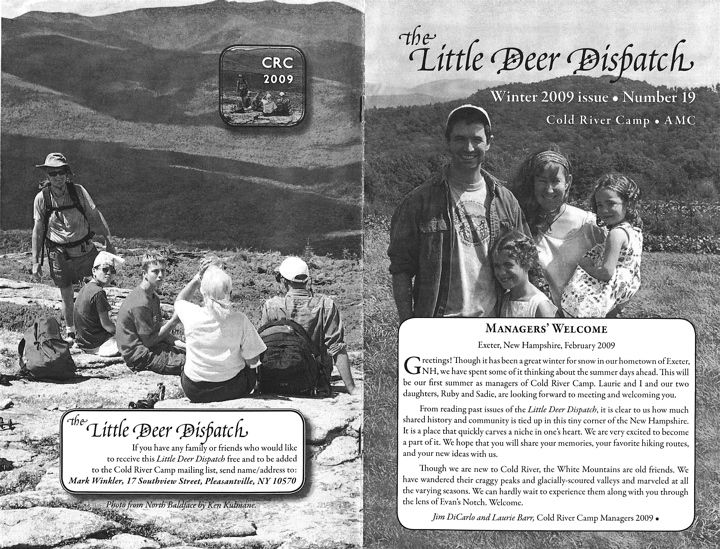 CRC
2009
the
Little Deer Dispatch
If you have any family or friends who would like
to receive this Little Deer Dispatch free and to be added
to the Cold River Camp mailing list, send name/address to:
Mark Winkler, 17 Southview Street, Pleasantville, NY 10570
Photo from North Baldface by Ken Kulnane.
the
Little Deer Dispatch
Winter 2009 issue • Number 19
Cold River Camp • AMC
Managers' Welcome
Exeter, New Hampshire, February 2009
Greetings! Though it has been a great winter for snow in our hometown of Exeter,
NH, we have spent some of it thinking about the summer days ahead. This will
be our first summer as managers of Cold River Camp. Laurie and I and our two
daughters, Ruby and Sadie, are looking forward to meeting and welcoming you.
From reading past issues of the Little Deer Dispatch, it is clear to us how much
shared history and community is tied up in this tiny corner of the New Hampshire.
It is a place that quickly carves a niche in one's heart. We are very excited to become
a part of it. We hope that you will share your memories, your favorite hiking routes,
and your new ideas with us.
Though we are new to Cold River, the White Mountains are old friends. We
have wandered their craggy peaks and glacially-scoured valleys and marveled at all
the varying seasons. We can hardly wait to experience them along with you through
the lens of Evan's Notch. Welcome.
Jim DiCarlo and Laurie Barr, Cold River Camp Managers 2009 •